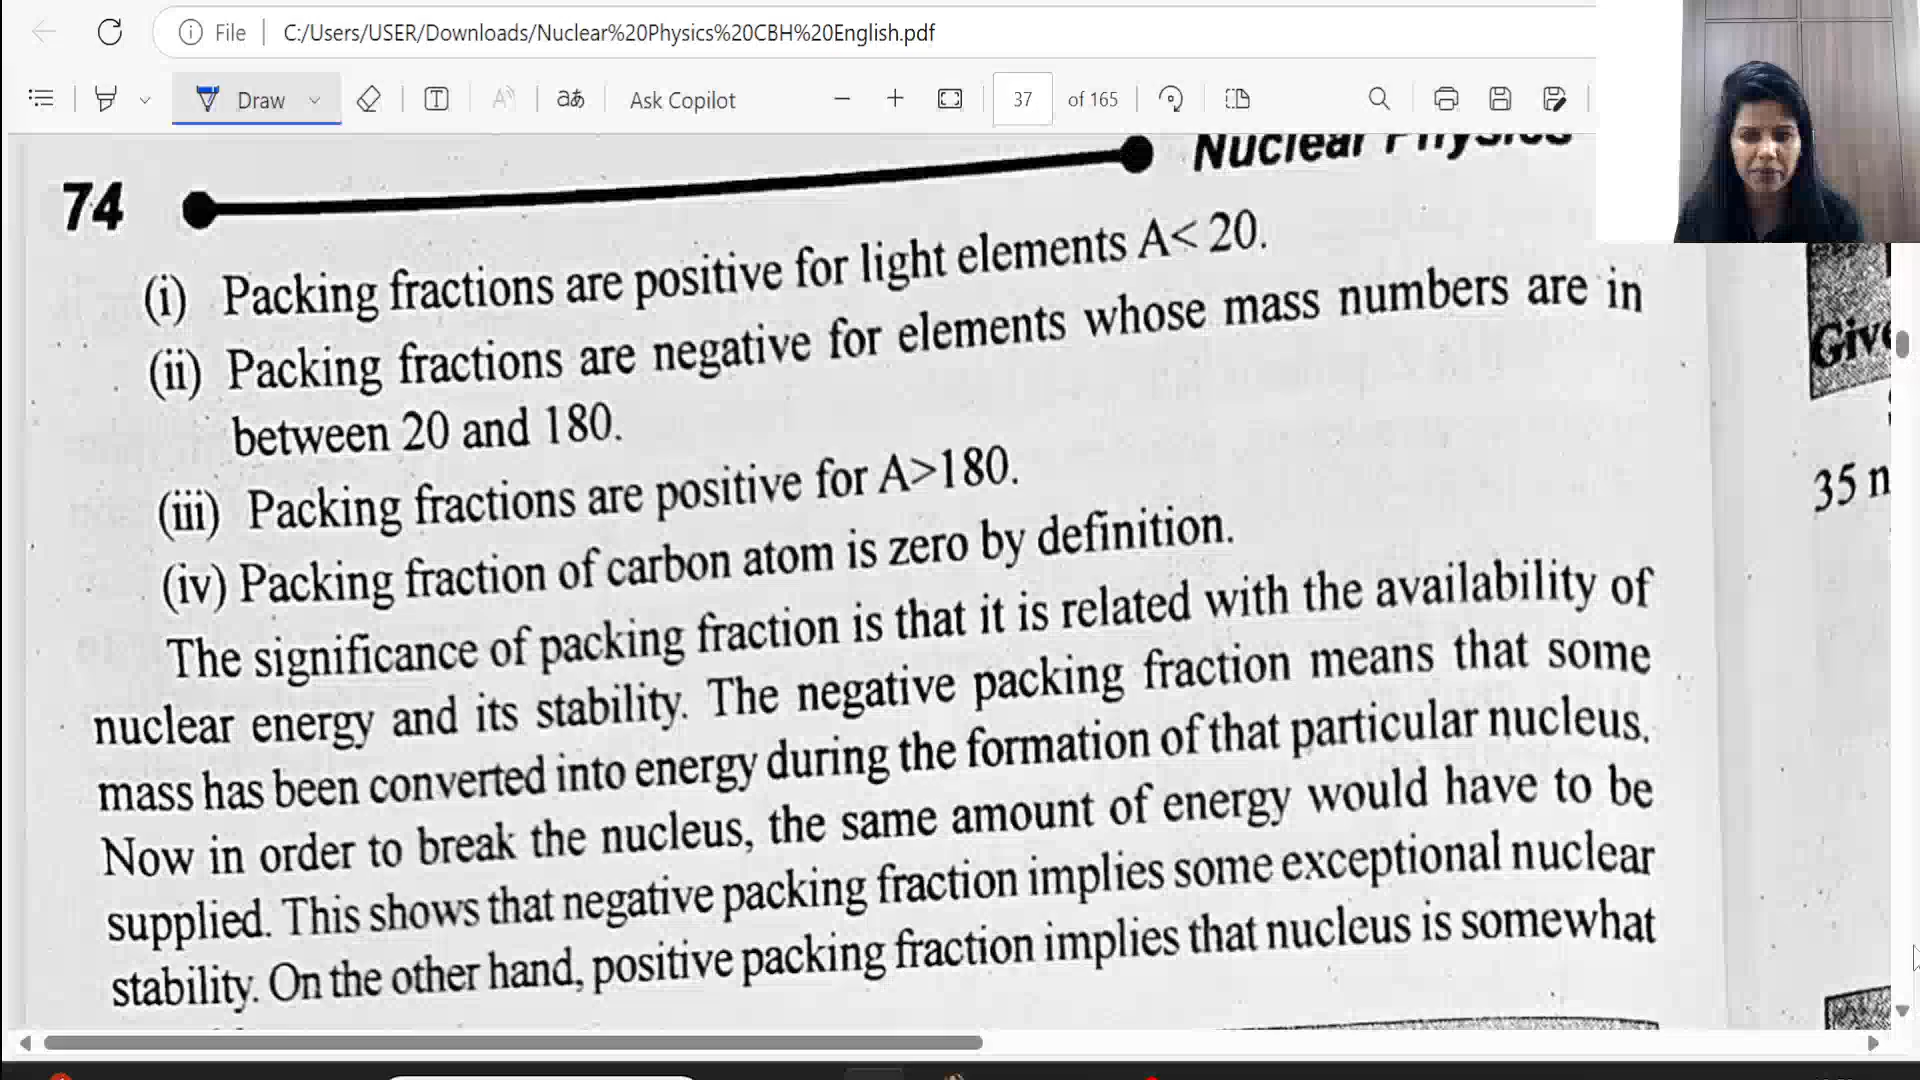 File C:/Users/USER/Downloads/Nuclear%20Physics%20CBH%20English.pdf
Draw aあ Ask Copilot 37 of 165
Nuclear Physics
74
(i) Packing fractions are positive for light elements A< 20.
(ii) Packing fractions are negative for elements whose mass numbers are in
between 20 and 180.
(iii) Packing fractions are positive for A>180.
(iv) Packing fraction of carbon atom is zero by definition.
The significance of packing fraction is that it is related with the availability of
nuclear energy and its stability. The negative packing fraction means that some
mass has been converted into energy during the formation of that particular nucleus.
Now in order to break the nucleus, the same amount of energy would have to be
supplied. This shows that negative packing fraction implies some exceptional nuclear
stability. On the other hand, positive packing fraction implies that nucleus is somewhat
35 n